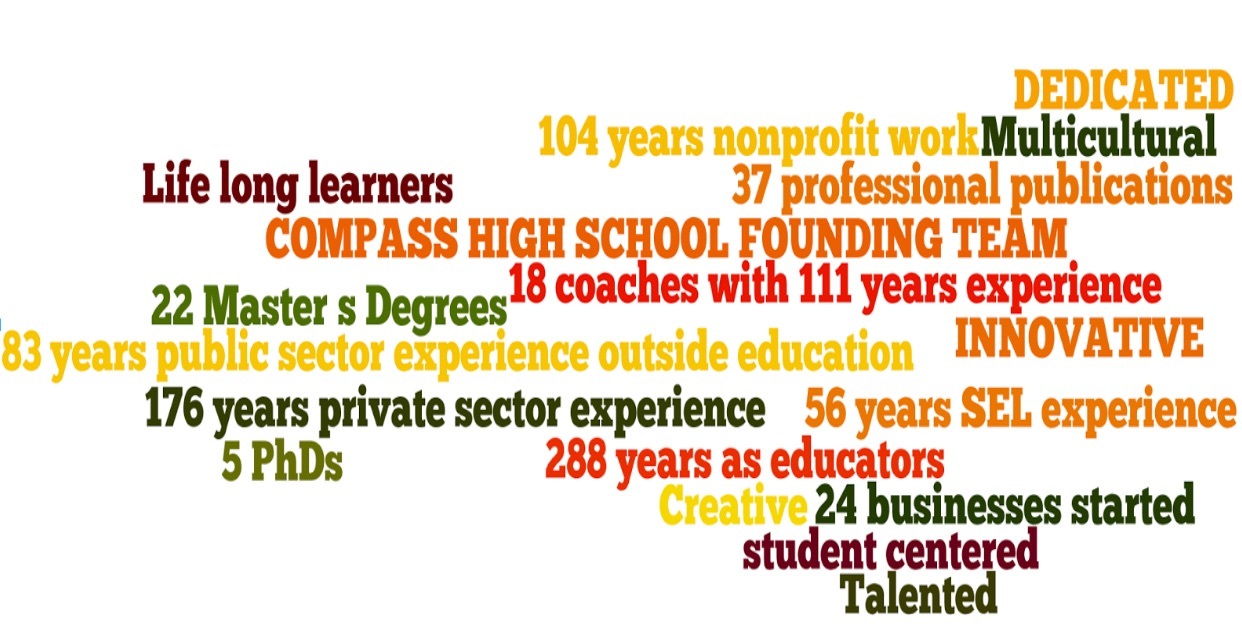 DEDICATED
104 years nonprofit work Multicultural
Life long learners
37 professional publications
COMPASS HIGH SCHOOL FOUNDING TEAM
18 coaches with 111 years experience
22 Master s Degrees
INNOVATIVE
83 years public sector experience outside education
176 years private sector experience
56 years SEL experience
5 PhDs
288 years as educators
Creative 24 businesses started
student centered
Talented